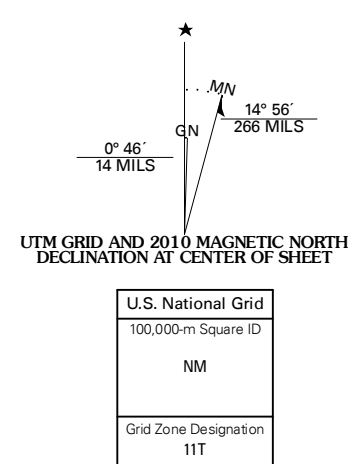 MN
14° 56´
266 MILS
GN
0° 46´
14 MILS
UTM GRID AND 2010 MAGNETIC NORTH
DECLINATION AT CENTER OF SHEET
U.S. National Grid
100,000-m Square ID
NM
Grid Zone Designation
11T